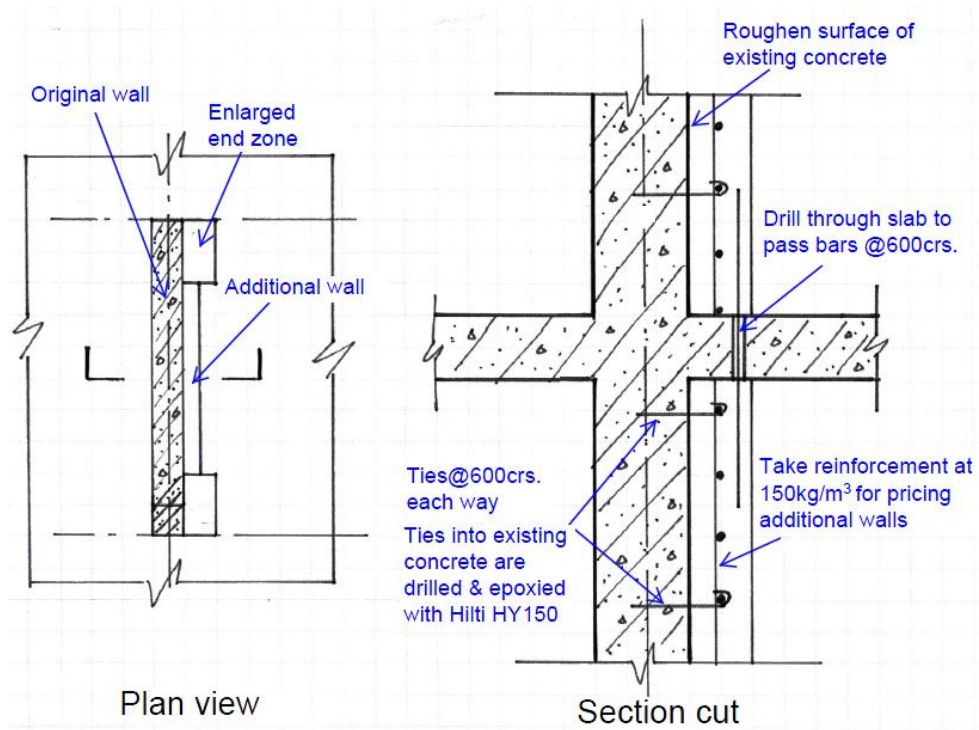 Original wall
Enlarged
end zone
Additional wall
Plan view
Roughen surface of
existing concrete
Drill through slab to
pass bars @600crs.
Ties@600crs.
each way
Ties into existing
concrete are
drilled & epoxied
with Hilti HY150
Take reinforcement at
150kg/m³ for pricing
additional walls
Section cut